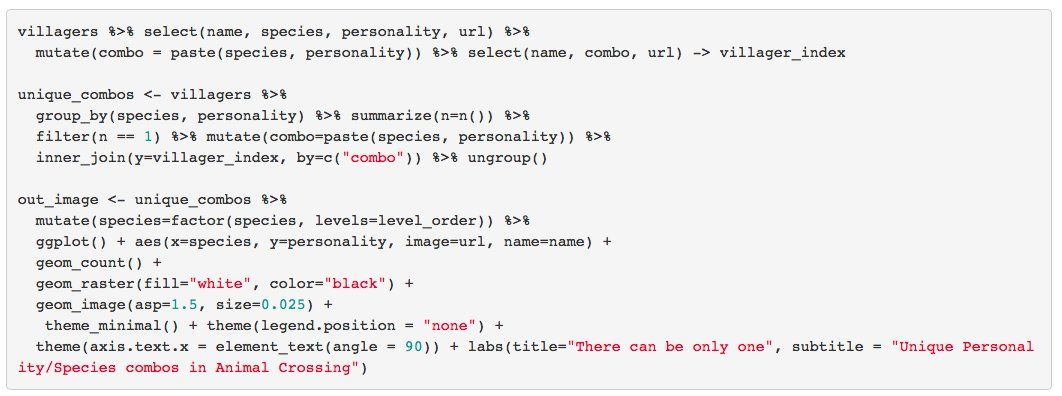 villagers %>% select(name, species, personality, url) %>%
  mutate(combo = paste(species, personality)) %>% select(name, combo, url) -> villager_index

unique_combos <- villagers %>%
  group_by(species, personality) %>% summarize(n=n()) %>%
  filter(n == 1) %>% mutate(combo=paste(species, personality)) %>%
  inner_join(y=villager_index, by=c("combo")) %>% ungroup()

out_image <- unique_combos %>%
  mutate(species=factor(species, levels=level_order)) %>%
  ggplot() + aes(x=species, y=personality, image=url, name=name) +
  geom_count() +
  geom_raster(fill="white", color="black") +
  geom_image(asp=1.5, size=0.025) +
   theme_minimal() + theme(legend.position = "none") +
  theme(axis.text.x = element_text(angle = 90)) + labs(title="There can be only one", subtitle = "Unique Personal
ity/Species combos in Animal Crossing")